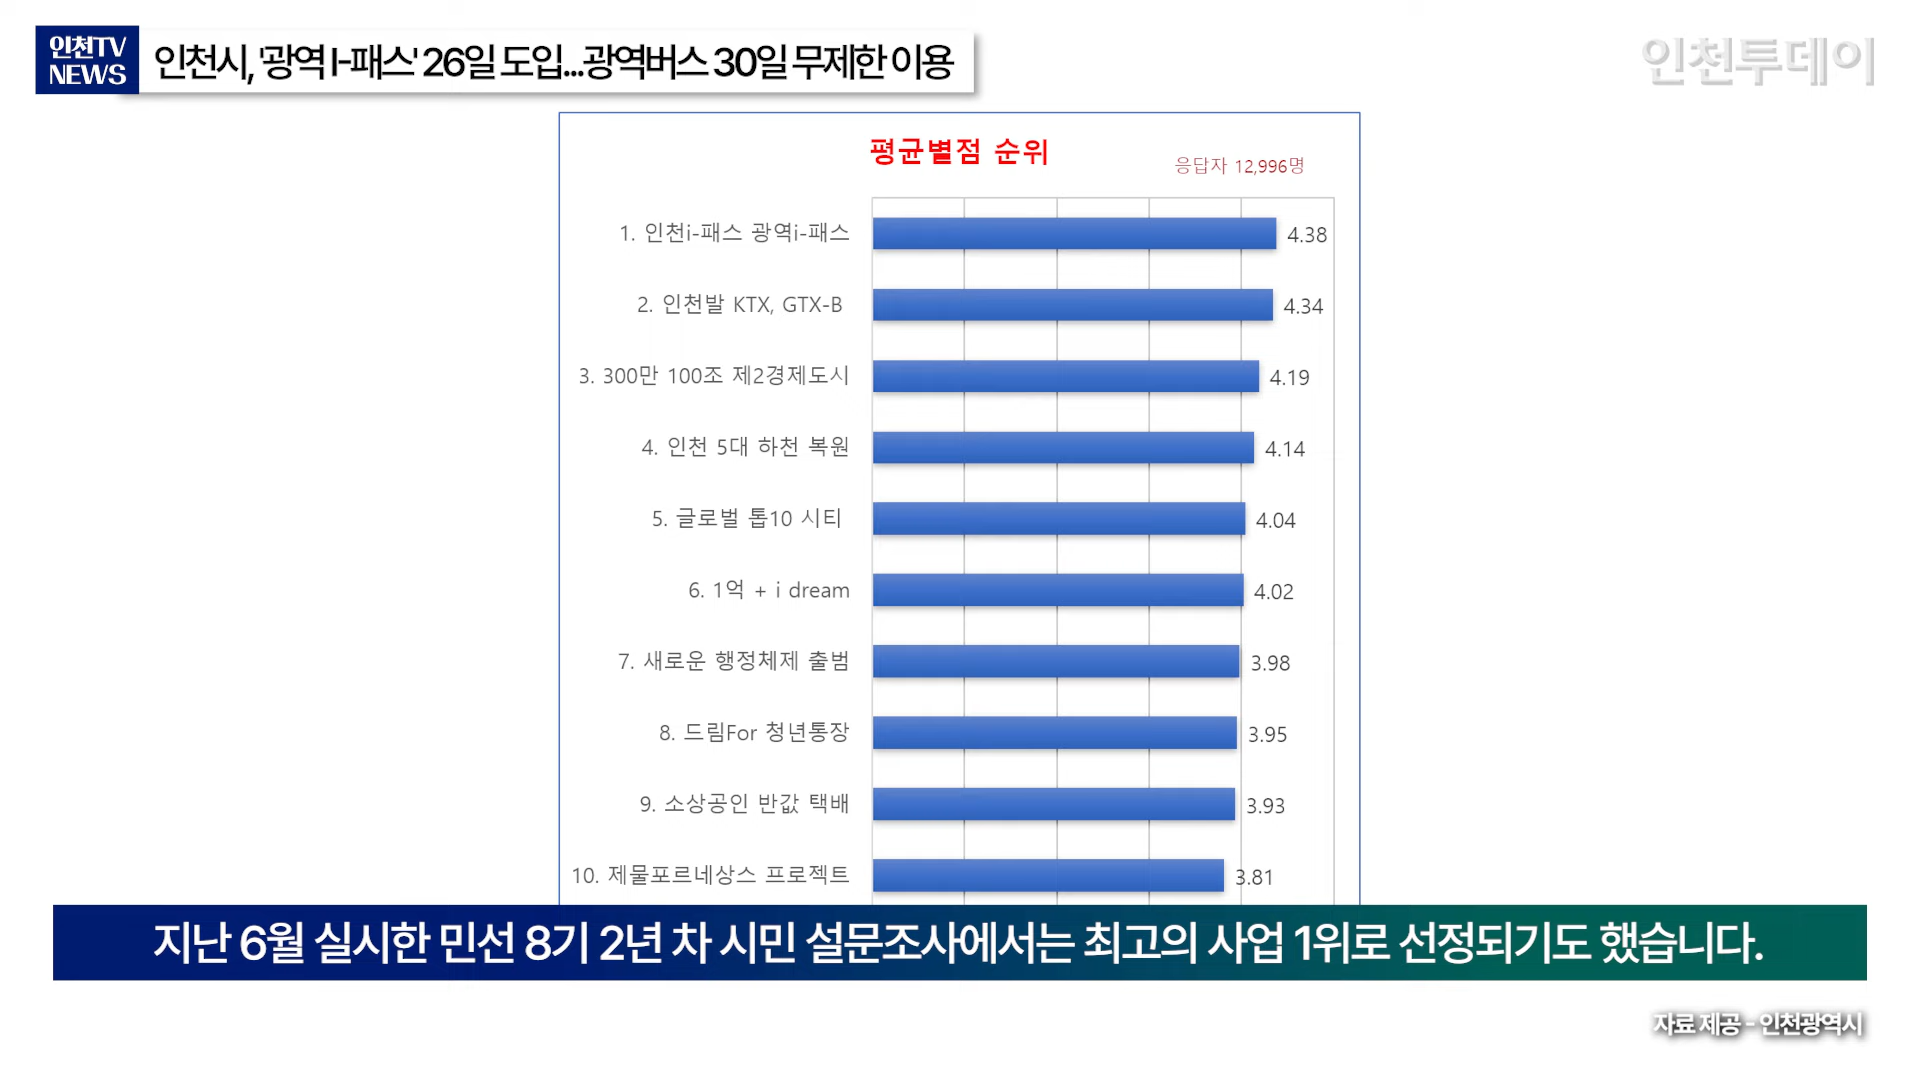 인천TV
NEWS
인천시, '광역 I-패스' 26일 도입...광역버스 30일 무제한 이용
인천투데이
평균별점 순위
응답자 12,996명
1. 인천i-패스 광역i-패스 4.38
2. 인천발 KTX, GTX-B 4.34
3. 300만 100조 제2경제도시 4.19
4. 인천 5대 하천 복원 4.14
5. 글로벌 톱10 시티 4.04
6. 1억 + i dream 4.02
7. 새로운 행정체제 출범 3.98
8. 드림For 청년통장 3.95
9. 소상공인 반값 택배 3.93
10. 제물포르네상스 프로젝트 3.81
지난 6월 실시한 민선 8기 2년 차 시민 설문조사에서는 최고의 사업 1위로 선정되기도 했습니다.
자료 제공 - 인천광역시